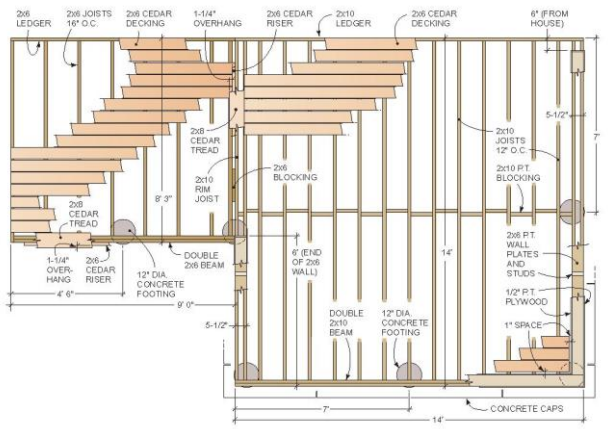 2x6
LEDGER
2x6 JOISTS
16" O.C.
2x6 CEDAR
DECKING
1-1/4"
OVERHANG
2x6 CEDAR
RISER
2x10
LEDGER
2x6 CEDAR
DECKING
6" (FROM
HOUSE)
5-1/2"
7'
2x8
CEDAR
TREAD
2x10
JOISTS
12" O.C.
2x10
RIM
JOIST
2x6
BLOCKING
2x10 P.T.
BLOCKING
8' 3"
2x8
CEDAR
TREAD
1-1/4"
OVER-
HANG
2x6
CEDAR
RISER
12" DIA.
CONCRETE
FOOTING
DOUBLE
2x6 BEAM
6' (END
OF 2x6
WALL)
14'
2x6 P.T.
WALL
PLATES
AND
STUDS
1/2" P.T.
PLYWOOD
1" SPACE
4' 6"
9' 0"
5-1/2"
DOUBLE
2x10
BEAM
12" DIA.
CONCRETE
FOOTING
7'
CONCRETE CAPS
14'